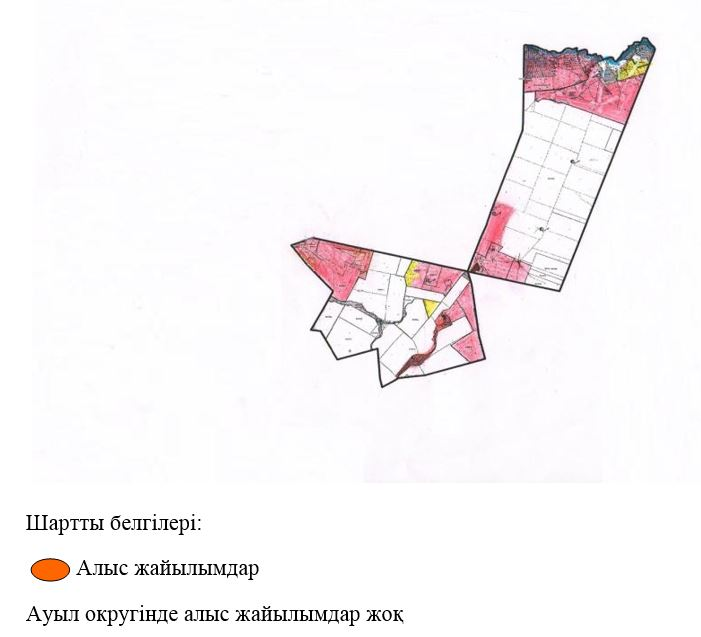 Шартты белгілері:
Алыс жайылымдар
Ауыл округінде алыс жайылымдар жоқ